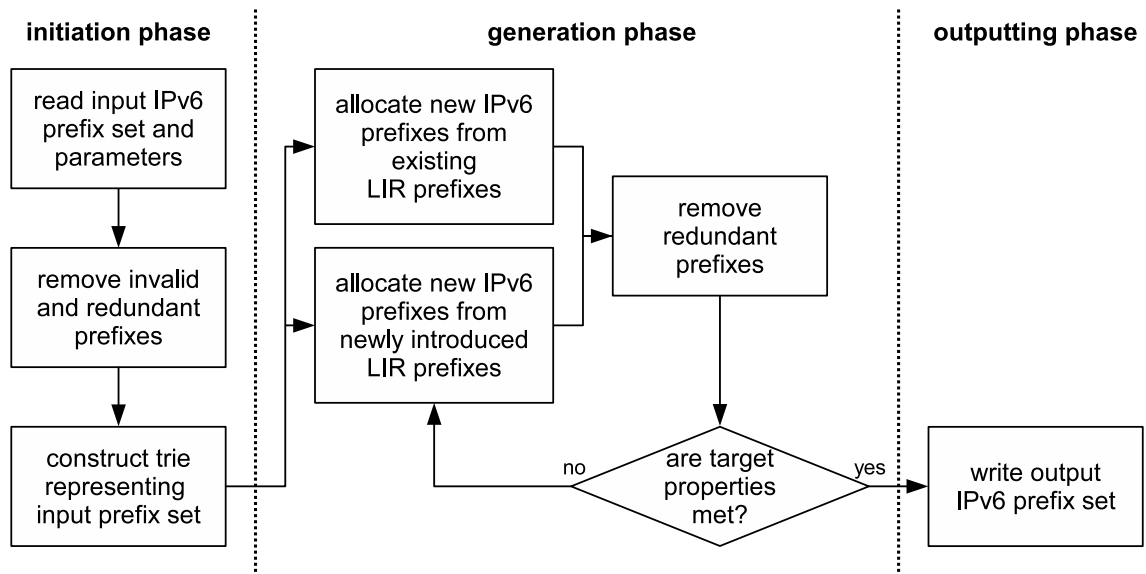 initiation phase
generation phase
outputting phase
read input IPv6
prefix set and
parameters
remove invalid
and redundant
prefixes
construct trie
representing
input prefix set
allocate new IPv6
prefixes from
existing
LIR prefixes
allocate new IPv6
prefixes from
newly introduced
LIR prefixes
remove
redundant
prefixes
no
are target
properties
met?
yes
write output
IPv6 prefix set